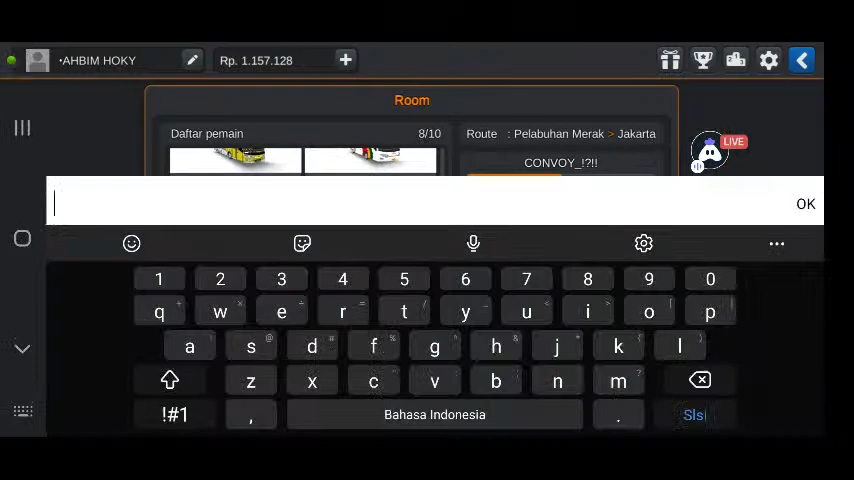 •AHBIM HOKY
Rp. 1.157.128
Room
Daftar pemain 8/10
Route : Pelabuhan Merak > Jakarta
LIVE
CONVOY_!?!!
OK
1 2 3 4 5 6 7 8 9 0
q w e r t y u i o p
a s d f g h j k l
z x c v b n m
!#1 , Bahasa Indonesia .